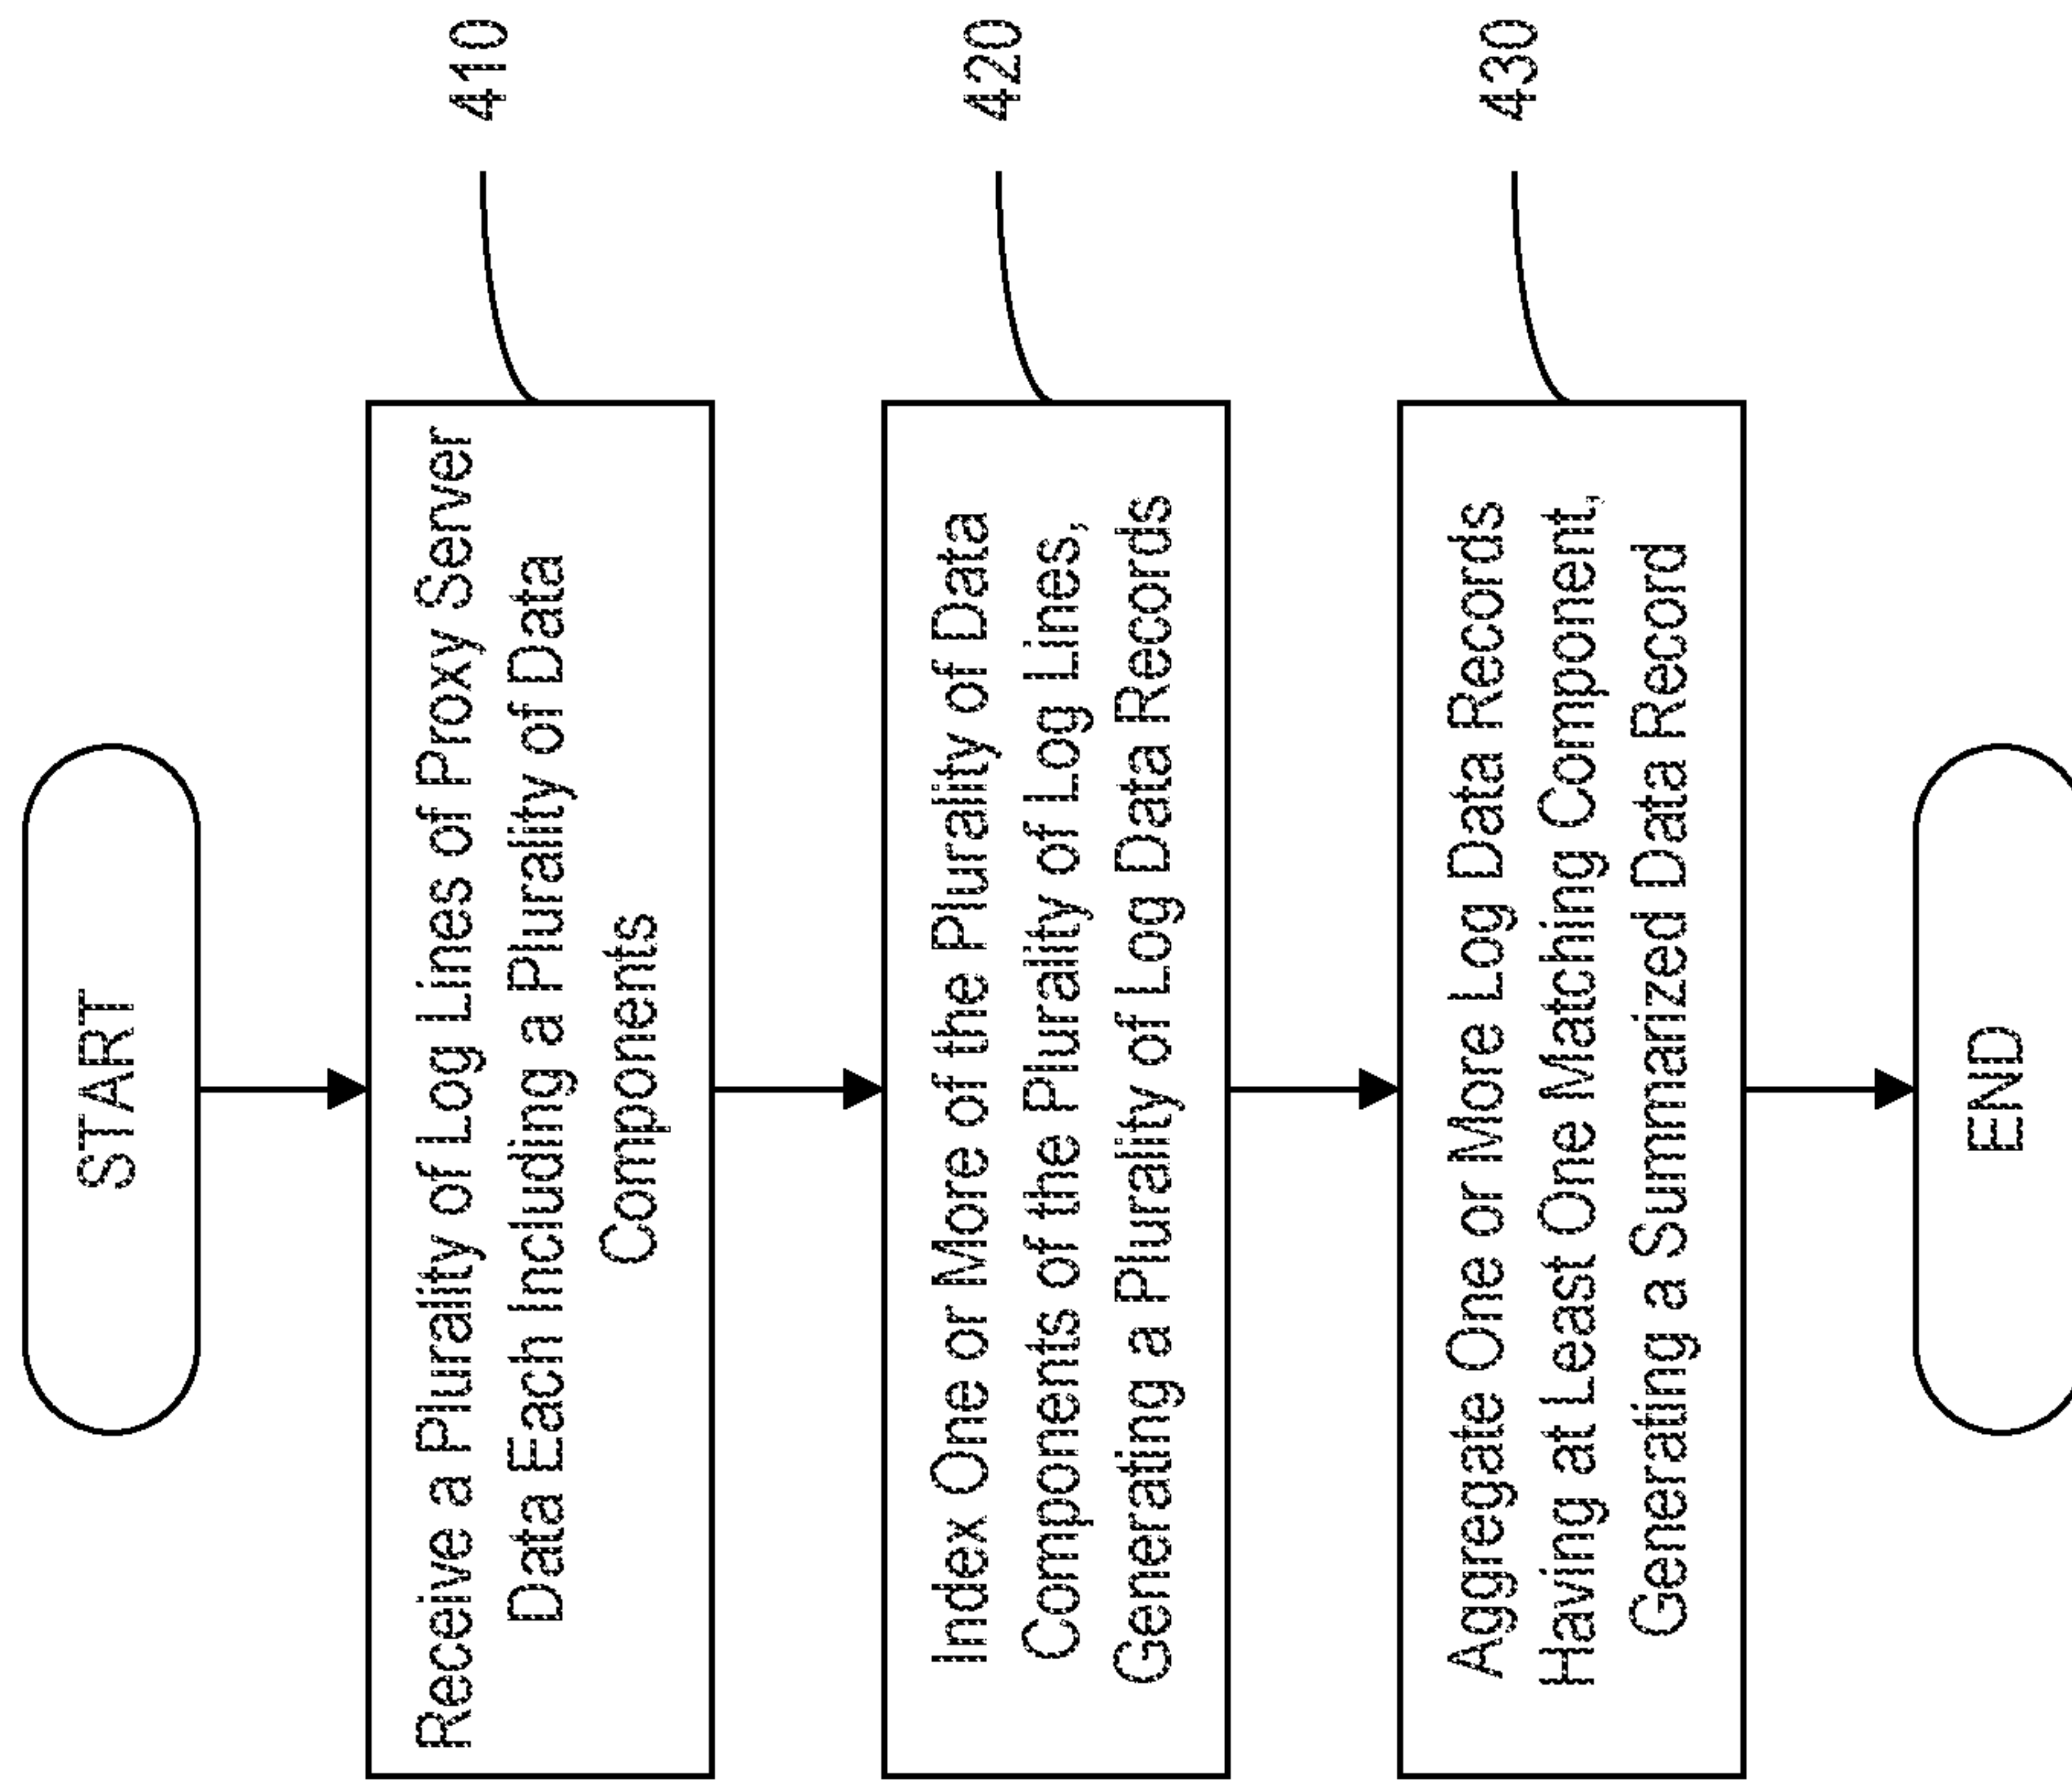 START
Receive a Plurality of Log Lines of Proxy Server
Data Each Including a Plurality of Data
Components
410
Index One or More of the Plurality of Data
Components of the Plurality of Log Lines,
Generating a Plurality of Log Data Records
420
Aggregate One or More Log Data Records
Having at Least One Matching Component,
Generating a Summarized Data Record
430
END